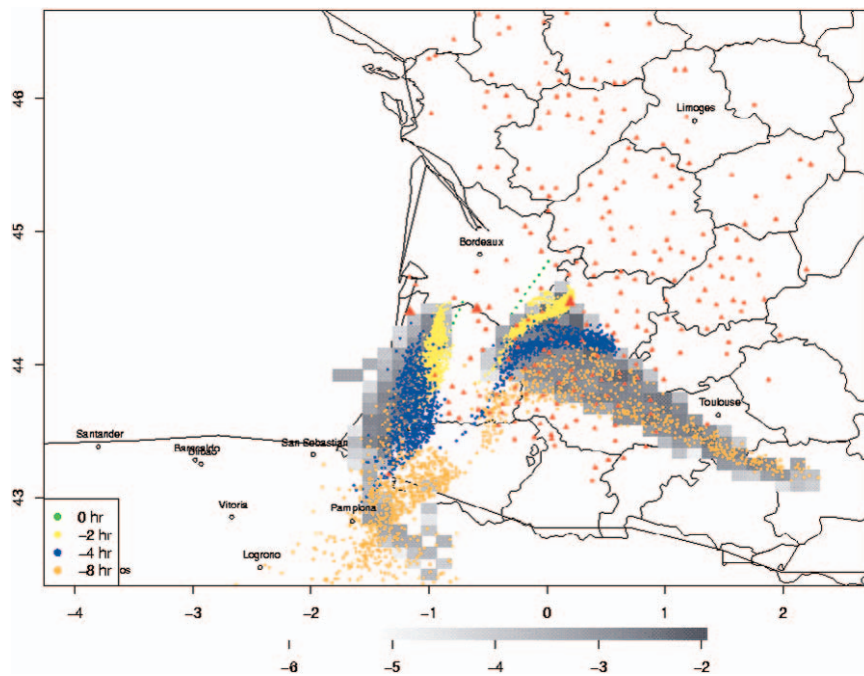 46
45
44
43
Limoges
Bordeaux
Toulouse
Santander
San Sebastian
Vitoria
Pamplona
Logrono
0 hr
−2 hr
−4 hr
−8 hr
os
−4 −3 −2 −1 0 1 2
−6 −5 −4 −3 −2